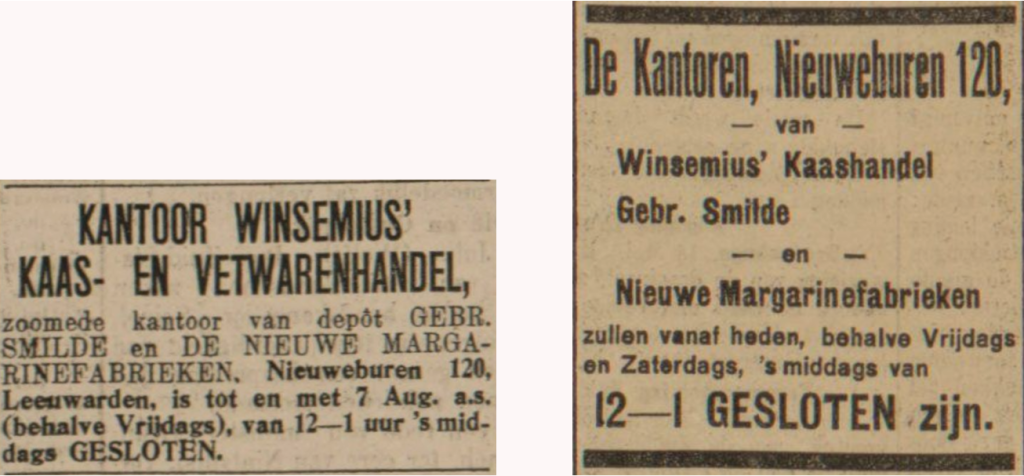 KANTOOR WINSEMIUS'
KAAS- EN VETWARENHANDEL,
zoomede kantoor van depôt GEBR.
SMILDE en DE NIEUWE MARGA-
RINEFABRIEKEN, Nieuweburen 120,
Leeuwarden, is tot en met 7 Aug. a.s.
(behalve Vrijdags), van 12—1 uur 's mid-
dags GESLOTEN.
De Kantoren, Nieuweburen 120,
— van —
Winsemius' Kaashandel
Gebr. Smilde
— en —
Nieuwe Margarinefabrieken
zullen vanaf heden, behalve Vrijdags
en Zaterdags, 's middags van
12—1 GESLOTEN zijn.